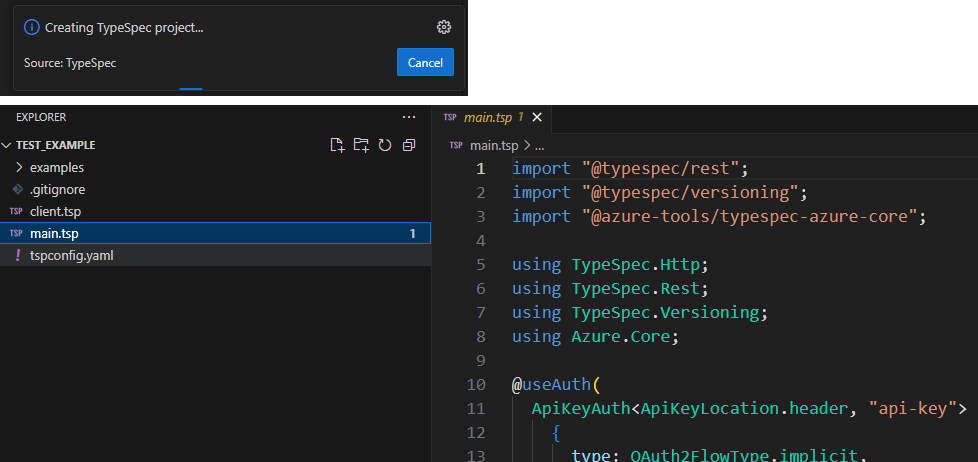 Creating TypeSpec project...
Source: TypeSpec
Cancel
EXPLORER
TEST_EXAMPLE
examples
.gitignore
TSP client.tsp
TSP main.tsp 1
! tspconfig.yaml
TSP main.tsp 1
TSP main.tsp > ...
1 import "@typespec/rest";
2 import "@typespec/versioning";
3 import "@azure-tools/typespec-azure-core";
4
5 using TypeSpec.Http;
6 using TypeSpec.Rest;
7 using TypeSpec.Versioning;
8 using Azure.Core;
9
10 @useAuth(
11 ApiKeyAuth<ApiKeyLocation.header, "api-key">
12 {
13 type: OAuth2FlowType.implicit,